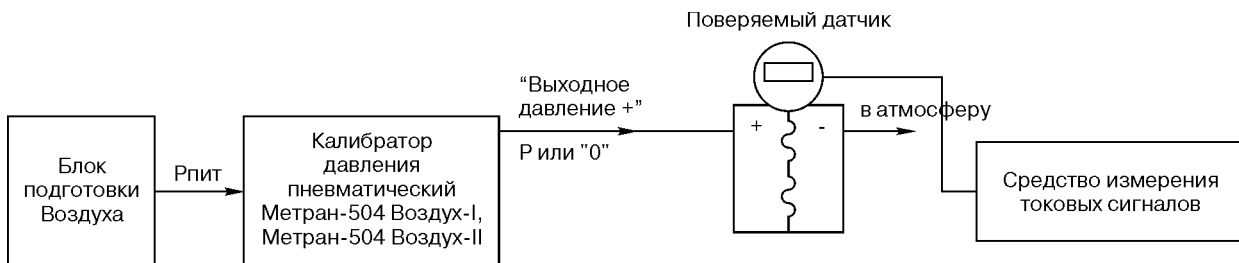 Поверяемый датчик
“Выходное
давление +”
в атмосферу
+ -
Блок
подготовки
Воздуха
Рпит
Калибратор
давления
пневматический
Метран-504 Воздух-I,
Метран-504 Воздух-II
Р или "0"
Средство измерения
токовых сигналов